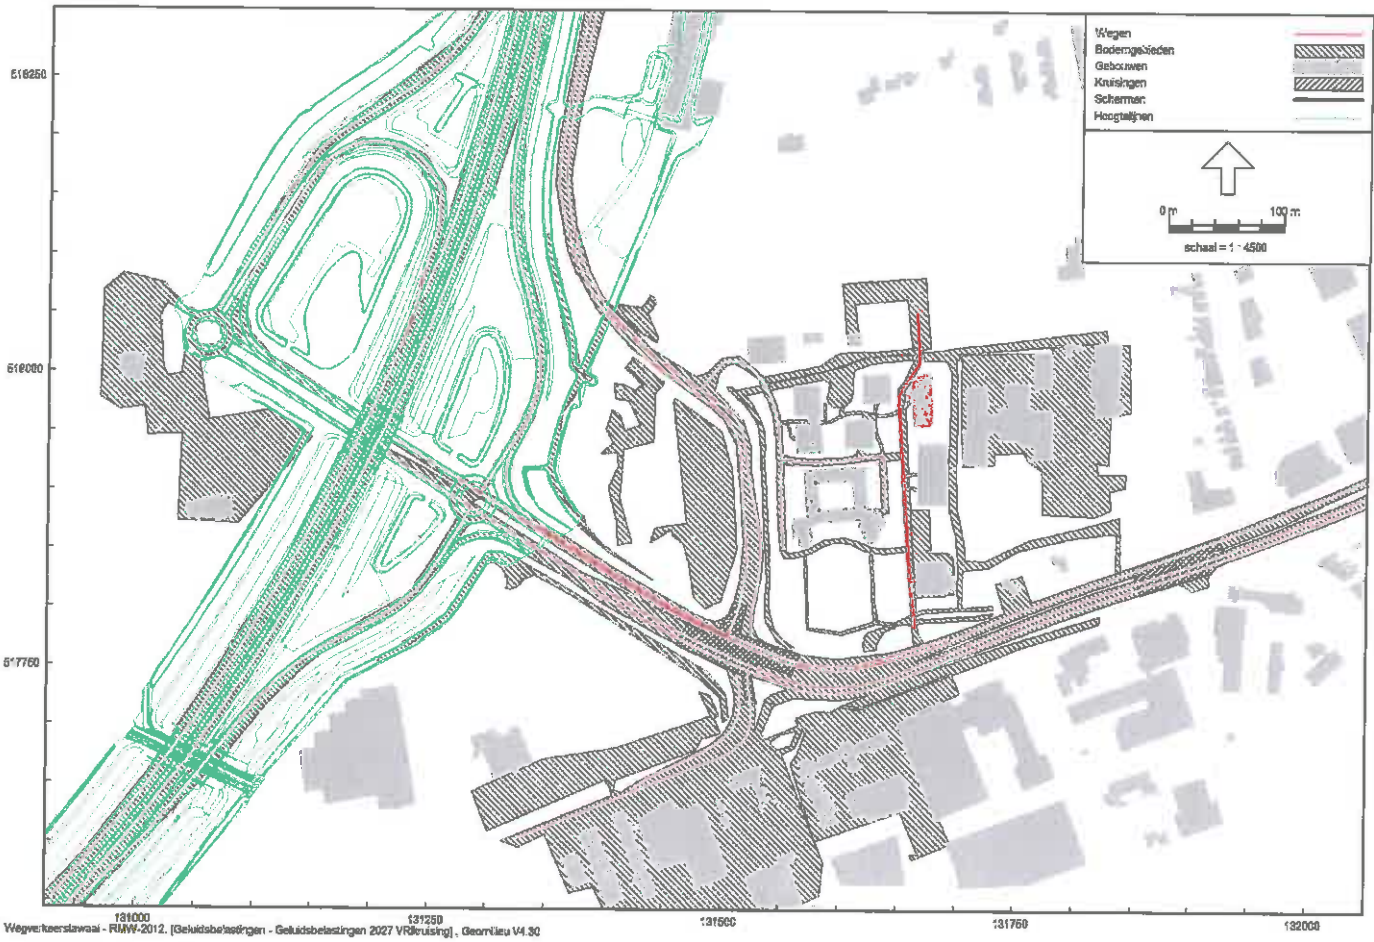 Wegen
Bodemgebieden
Gebouwen
Kruisingen
Schermen
Hoogtelijnen
0 m 100 m
schaal = 1 : 4500
518250
518000
517750
131000 131250 131500 131750 132000
Wegverkeerslawaai - RMW-2012, [Geluidsbelastingen - Geluidsbelastingen 2027 VRIkruising] , Geomilieu V4.30